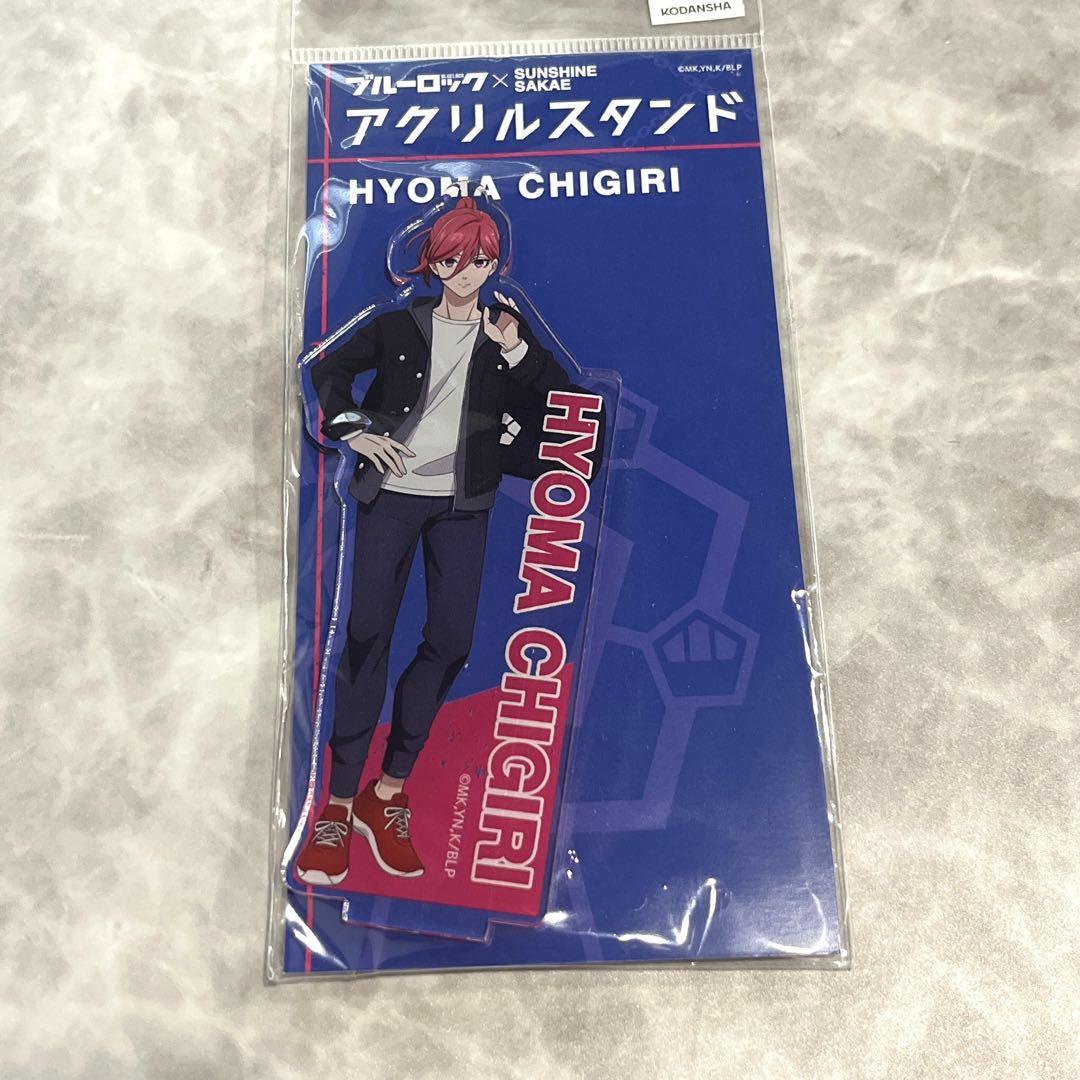 KODANSHA
ブルーロック×SUNSHINE SAKAE
©MK,YN,K/BLP
アクリルスタンド
HYOMA CHIGIRI
HYOMA CHIGIRI
©MK,YN,K/BLP